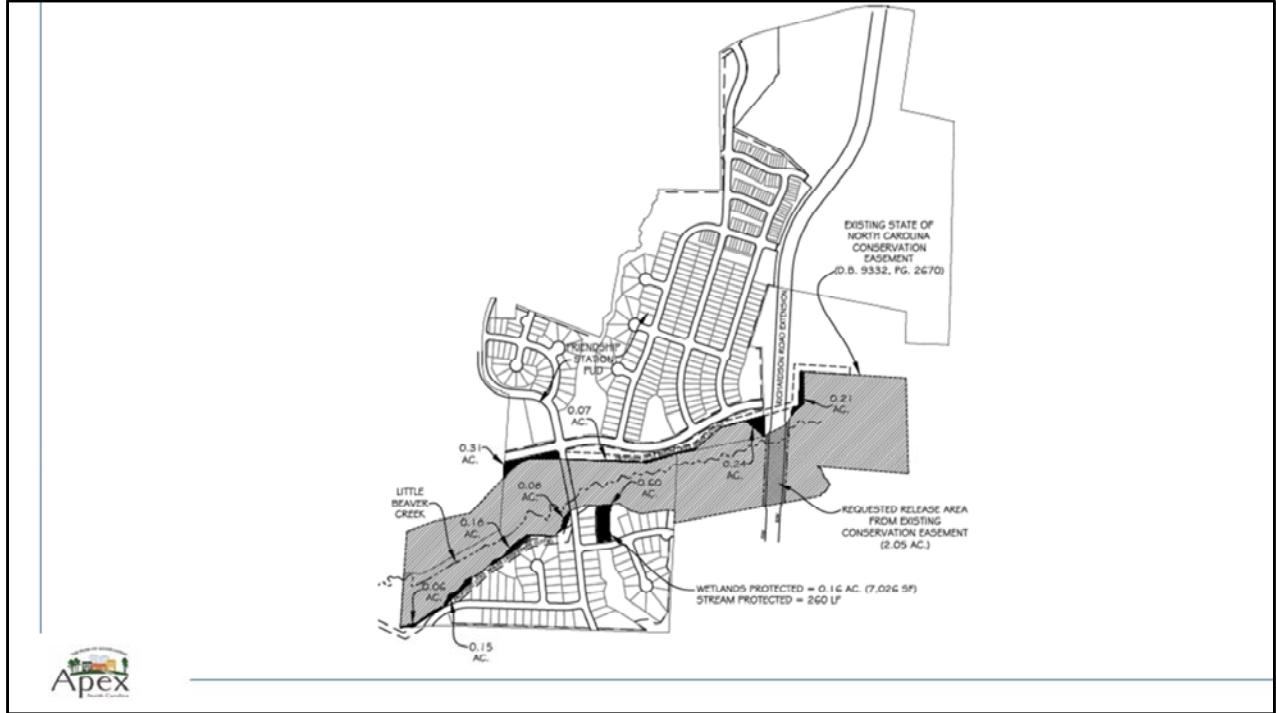 EXISTING STATE OF
NORTH CAROLINA
CONSERVATION
EASEMENT
(D.B. 9332, PG. 2670)
RICHARDSON ROAD EXTENSION
FRIENDSHIP
STATION
PUD
0.07
AC.
0.21
AC.
0.31
AC.
0.24
AC.
LITTLE
BEAVER
CREEK
0.08
AC.
0.60
AC.
0.18
AC.
REQUESTED RELEASE AREA
FROM EXISTING
CONSERVATION EASEMENT
(2.05 AC.)
0.06
AC.
WETLANDS PROTECTED = 0.16 AC. (7,026 SF)
STREAM PROTECTED = 260 LF
0.15
AC.
Apex
North Carolina